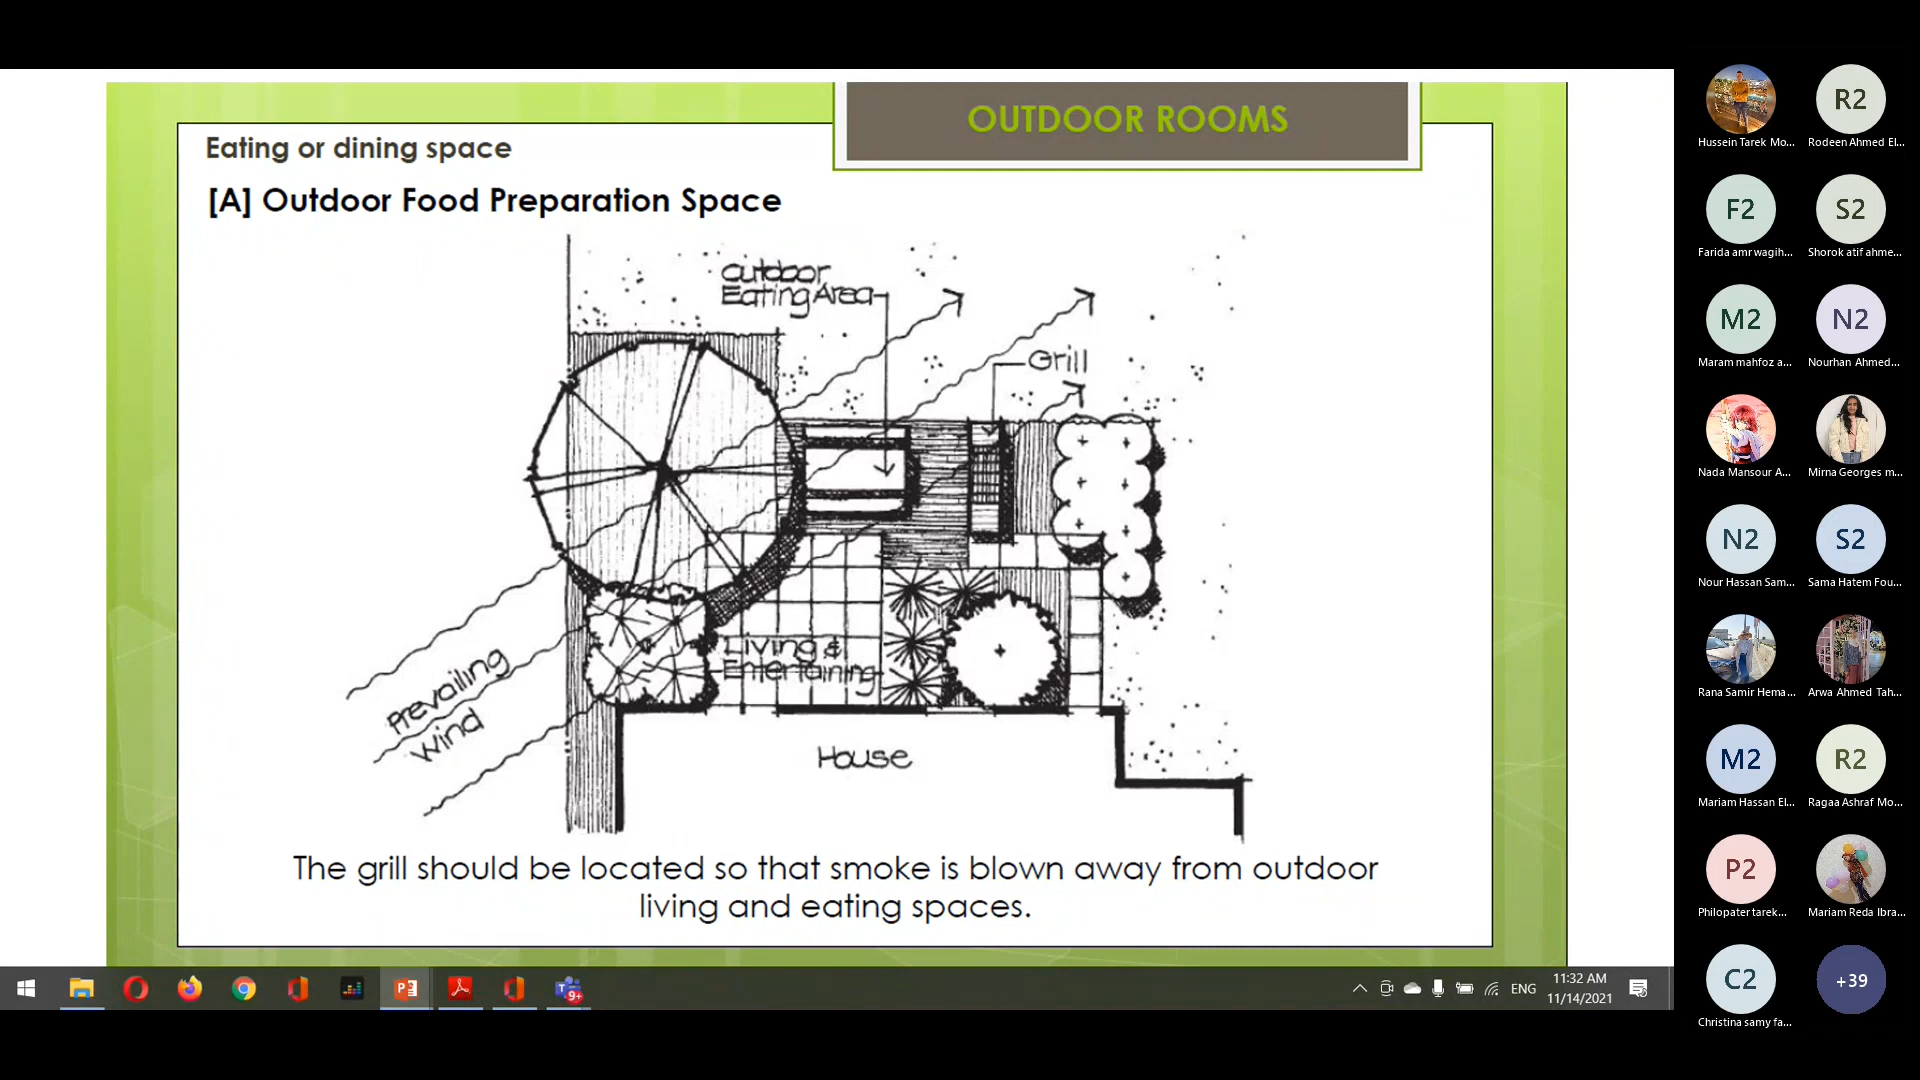 OUTDOOR ROOMS
Eating or dining space
[A] Outdoor Food Preparation Space
outdoor
Eating Area
Grill
Living &
Entertaining
Prevailing
Wind
House
The grill should be located so that smoke is blown away from outdoor
living and eating spaces.
9+
ENG
11:32 AM
11/14/2021
R2
Hussein Tarek Mo...
Rodeen Ahmed El...
F2
S2
Farida amr wagih...
Shorok atif ahme...
M2
N2
Maram mahfoz a...
Nourhan Ahmed...
Nada Mansour A...
Mirna Georges m...
N2
S2
Nour Hassan Sam...
Sama Hatem Fou...
Rana Samir Hema...
Arwa Ahmed Tah...
M2
R2
Mariam Hassan El...
Ragaa Ashraf Mo...
P2
Philopater tarek...
Mariam Reda Ibra...
C2
+39
Christina samy fa...